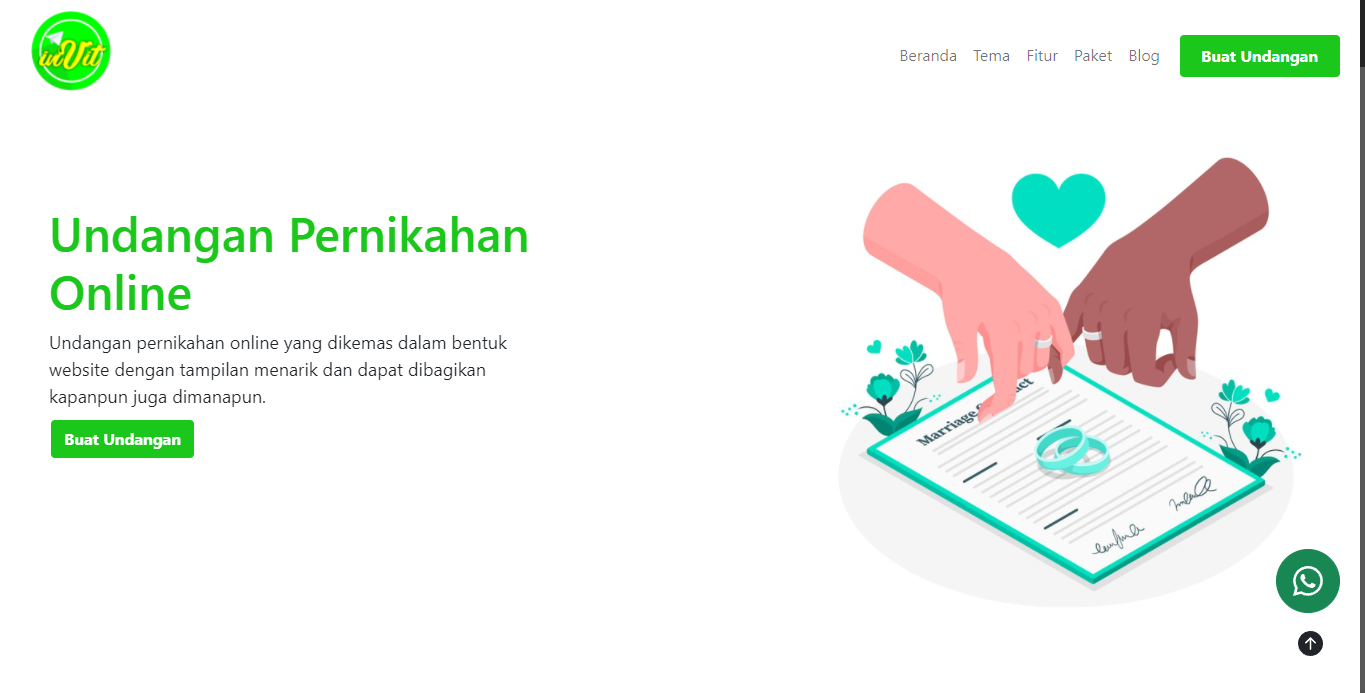 inVit
Beranda Tema Fitur Paket Blog Buat Undangan
Undangan Pernikahan
Online
Undangan pernikahan online yang dikemas dalam bentuk
website dengan tampilan menarik dan dapat dibagikan
kapanpun juga dimanapun.
Buat Undangan
Marriage